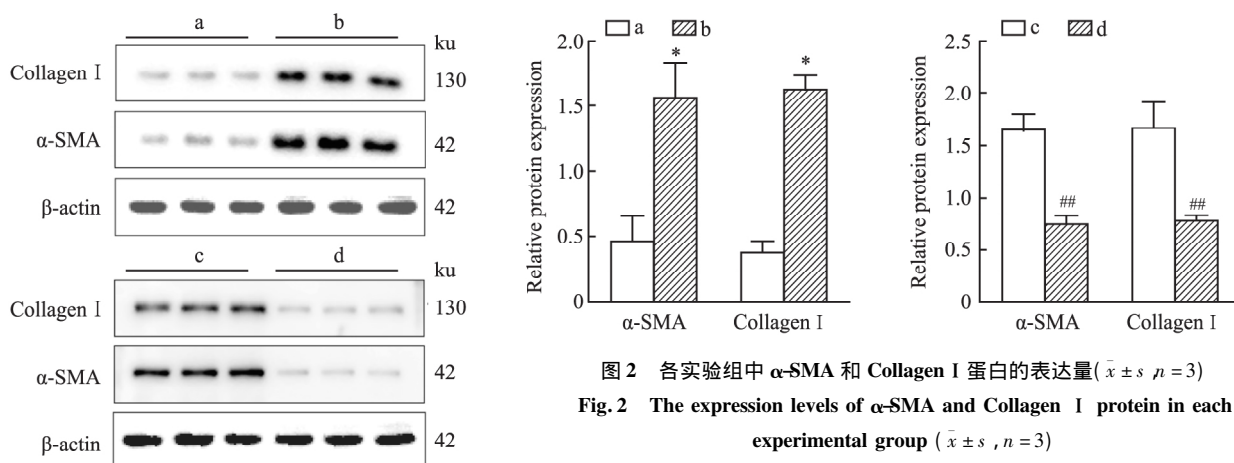 a b
ku
Collagen Ⅰ 130
α-SMA 42
β-actin 42
c d
ku
Collagen Ⅰ 130
α-SMA 42
β-actin 42
a b
2.0
1.5
1.0
0.5
0
Relative protein expression
* *
α-SMA Collagen Ⅰ
c d
2.5
2.0
1.5
1.0
0.5
0
Relative protein expression
## ##
α-SMA Collagen Ⅰ
图 2 各实验组中 α-SMA 和 Collagen Ⅰ 蛋白的表达量( x̄ ± s ,n = 3)
Fig. 2 The expression levels of α-SMA and Collagen Ⅰ protein in each
experimental group ( x̄ ± s , n = 3)